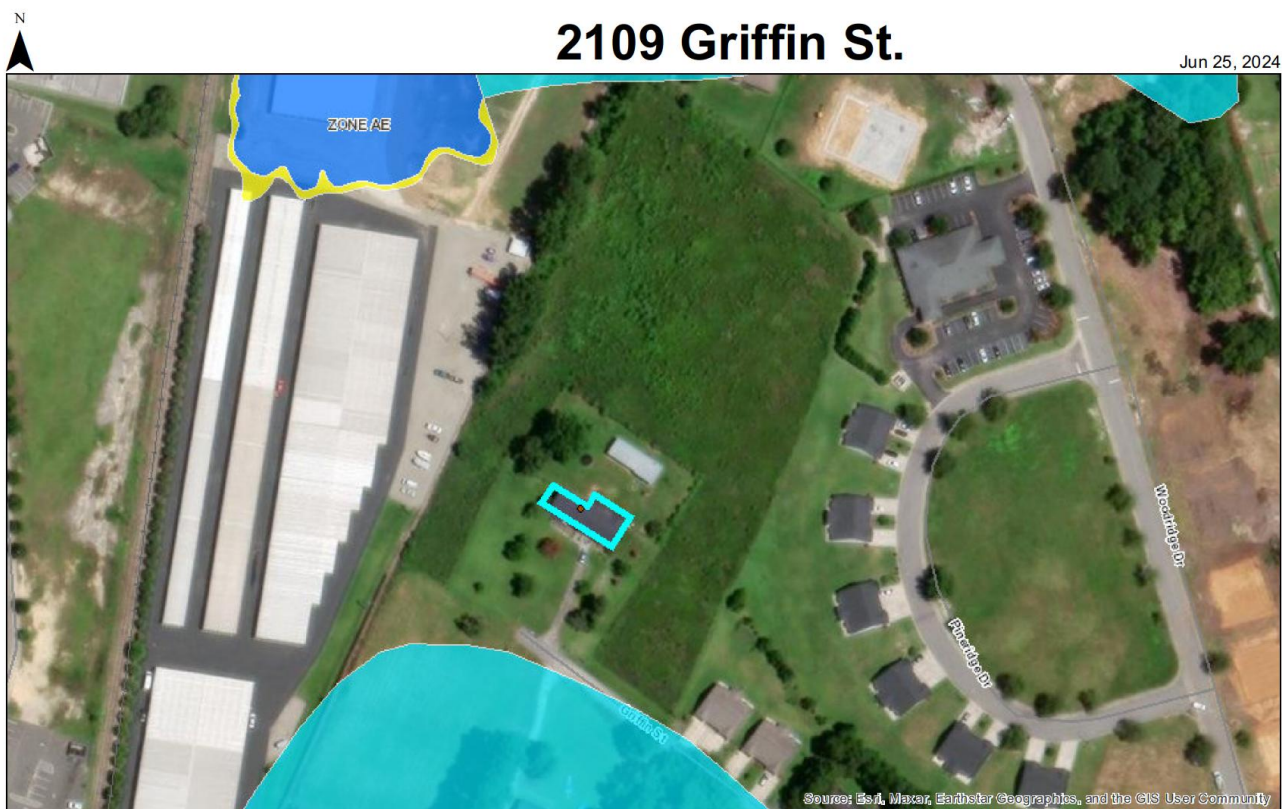 N
2109 Griffin St.
Jun 25, 2024
ZONE AE
Woodridge Dr
Pineridge Dr
Griffin St
Source: Esri, Maxar, Earthstar Geographics, and the GIS User Community